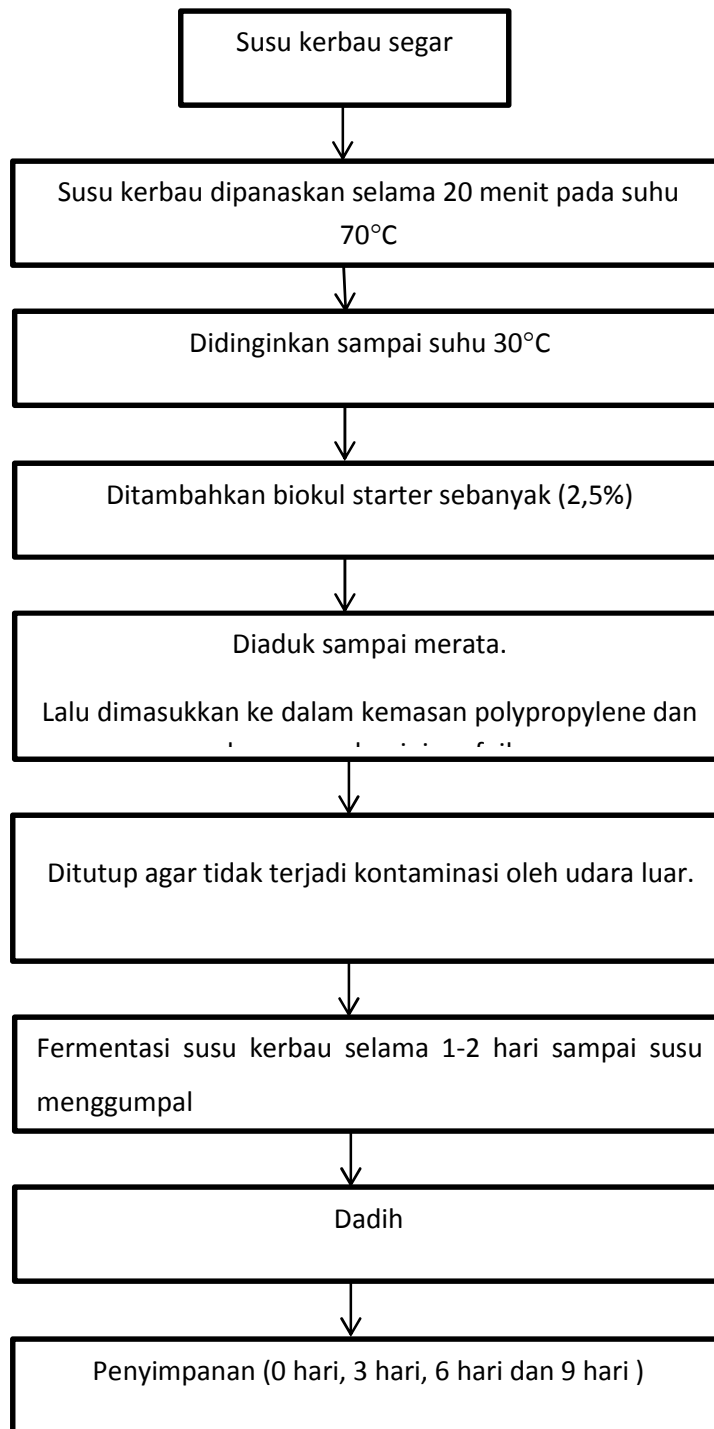 Susu kerbau segar
Susu kerbau dipanaskan selama 20 menit pada suhu
70°C
Didinginkan sampai suhu 30°C
Ditambahkan biokul starter sebanyak (2,5%)
Diaduk sampai merata.
Lalu dimasukkan ke dalam kemasan polypropylene dan
Ditutup agar tidak terjadi kontaminasi oleh udara luar.
Fermentasi susu kerbau selama 1-2 hari sampai susu
menggumpal
Dadih
Penyimpanan (0 hari, 3 hari, 6 hari dan 9 hari )